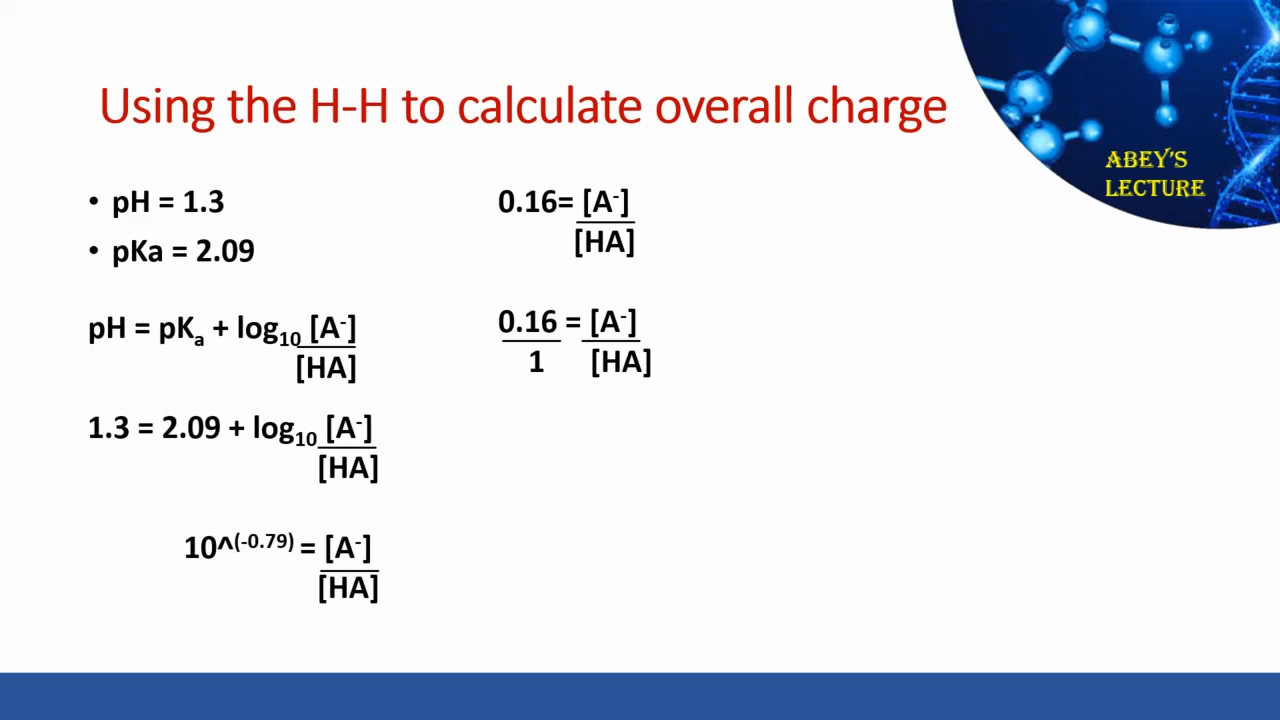 Using the H-H to calculate overall charge
ABEY'S
LECTURE
• pH = 1.3
• pKa = 2.09
pH = pKa + log10 [A-]
[HA]
1.3 = 2.09 + log10 [A-]
[HA]
10^(-0.79) = [A-]
[HA]
0.16= [A-]
[HA]
0.16 = [A-]
1 [HA]